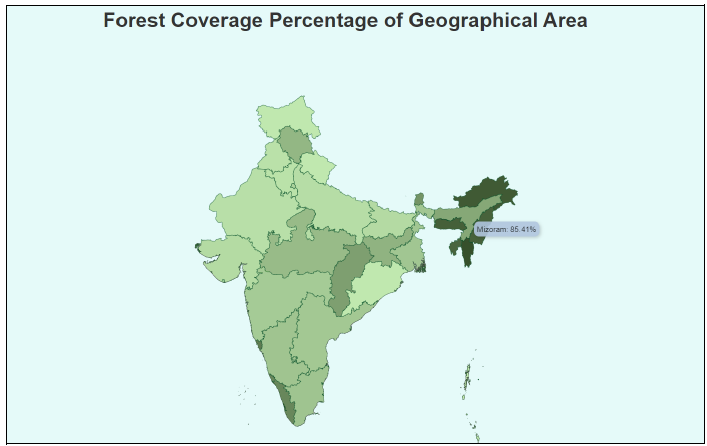 Forest Coverage Percentage of Geographical Area
Mizoram: 85.41%